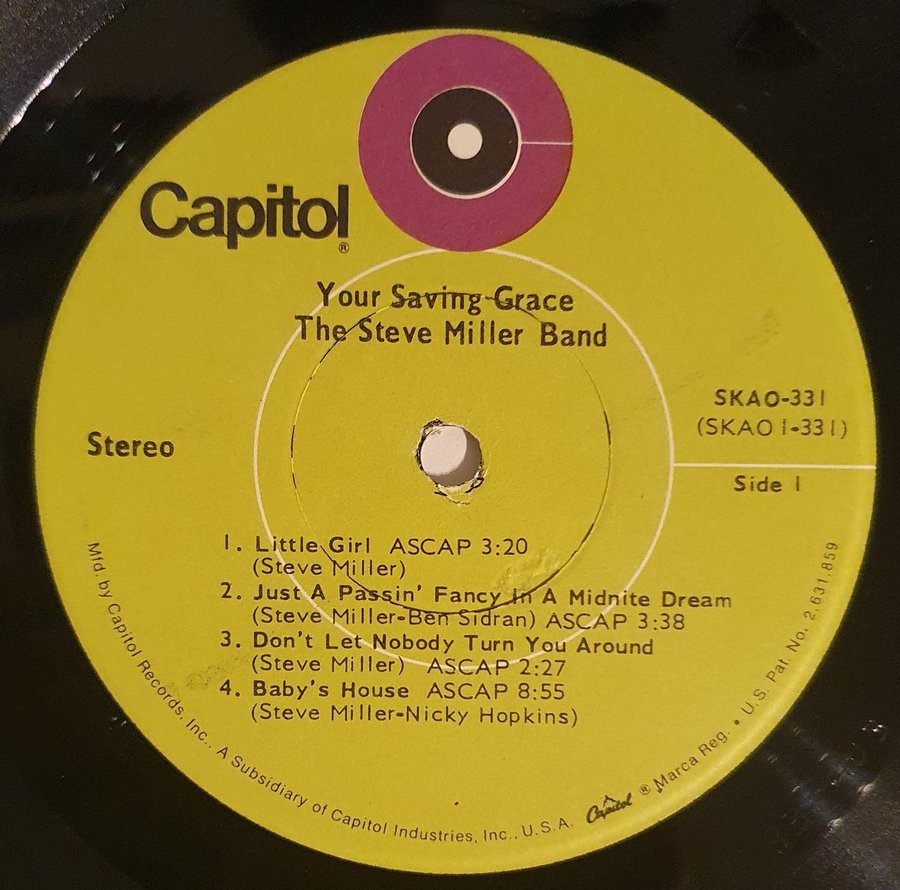 Capitol®
Your Saving Grace
The Steve Miller Band
SKAO-331
(SKAO 1-331)
Stereo
Side 1
1. Little Girl ASCAP 3:20
(Steve Miller)
2. Just A Passin' Fancy In A Midnite Dream
(Steve Miller-Ben Sidran) ASCAP 3:38
3. Don't Let Nobody Turn You Around
(Steve Miller) ASCAP 2:27
4. Baby's House ASCAP 8:55
(Steve Miller-Nicky Hopkins)
Mfd. by Capitol Records, Inc., A Subsidiary of Capitol Industries, Inc., U.S.A. Capitol ® Marca Reg. • U.S. Pat. No. 2,631,859